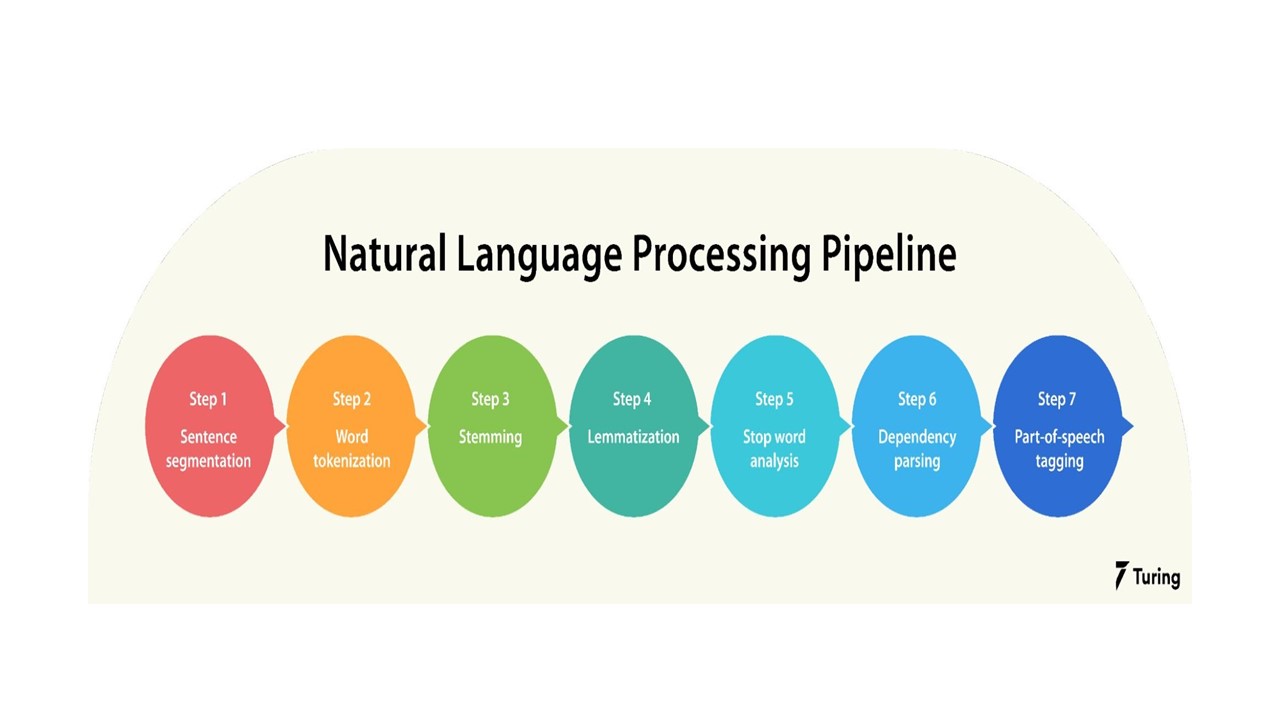 Natural Language Processing Pipeline
Step 1
Sentence
segmentation
Step 2
Word
tokenization
Step 3
Stemming
Step 4
Lemmatization
Step 5
Stop word
analysis
Step 6
Dependency
parsing
Step 7
Part-of-speech
tagging
Turing